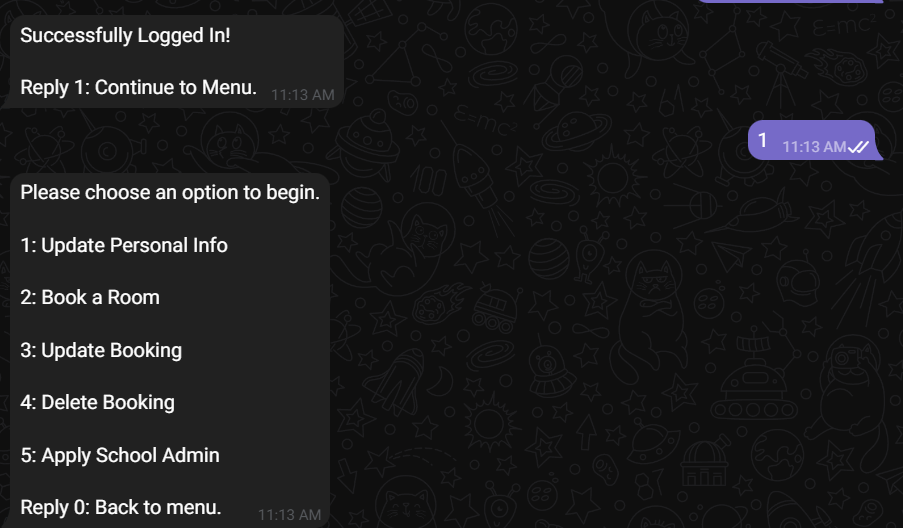 Successfully Logged In!
Reply 1: Continue to Menu.
11:13 AM
1
11:13 AM
Please choose an option to begin.
1: Update Personal Info
2: Book a Room
3: Update Booking
4: Delete Booking
5: Apply School Admin
Reply 0: Back to menu.
11:13 AM
E=mc²
E=mc²